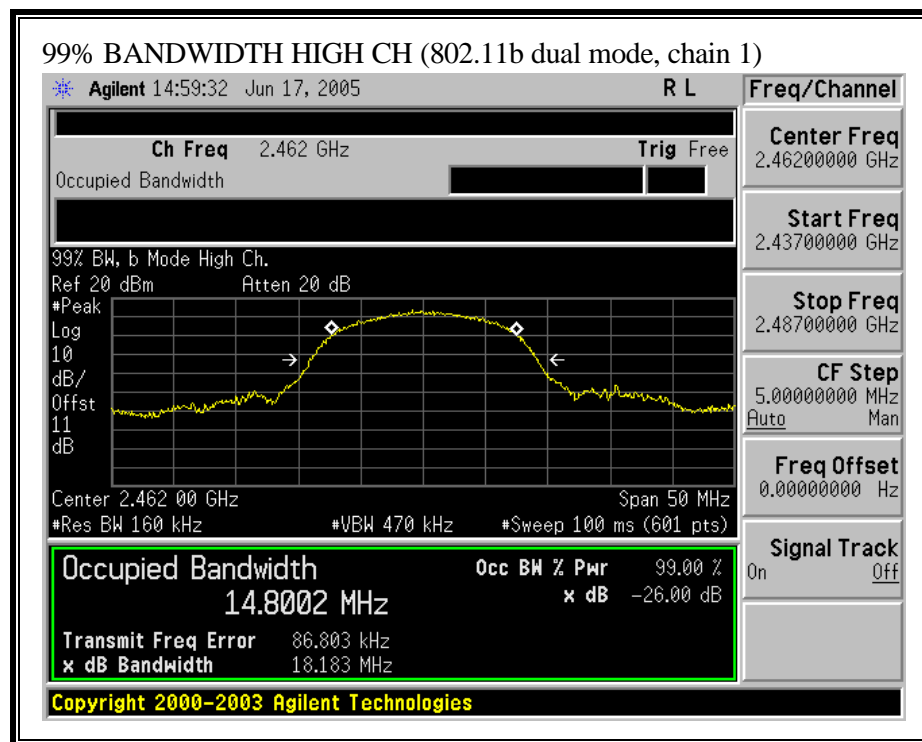 99% BANDWIDTH HIGH CH (802.11b dual mode, chain 1)
Agilent 14:59:32 Jun 17, 2005 R L
Freq/Channel
Ch Freq 2.462 GHz Trig Free
Occupied Bandwidth
Center Freq
2.46200000 GHz
Start Freq
2.43700000 GHz
99% BW, b Mode High Ch.
Ref 20 dBm Atten 20 dB
#Peak
Log
10
dB/
Offst
11
dB
Stop Freq
2.48700000 GHz
CF Step
5.00000000 MHz
Auto Man
Freq Offset
0.00000000 Hz
Center 2.462 00 GHz Span 50 MHz
#Res BW 160 kHz #VBW 470 kHz #Sweep 100 ms (601 pts)
Signal Track
On Off
Occupied Bandwidth
14.8002 MHz
Occ BW % Pwr 99.00 %
x dB -26.00 dB
Transmit Freq Error 86.803 kHz
x dB Bandwidth 18.183 MHz
Copyright 2000-2003 Agilent Technologies